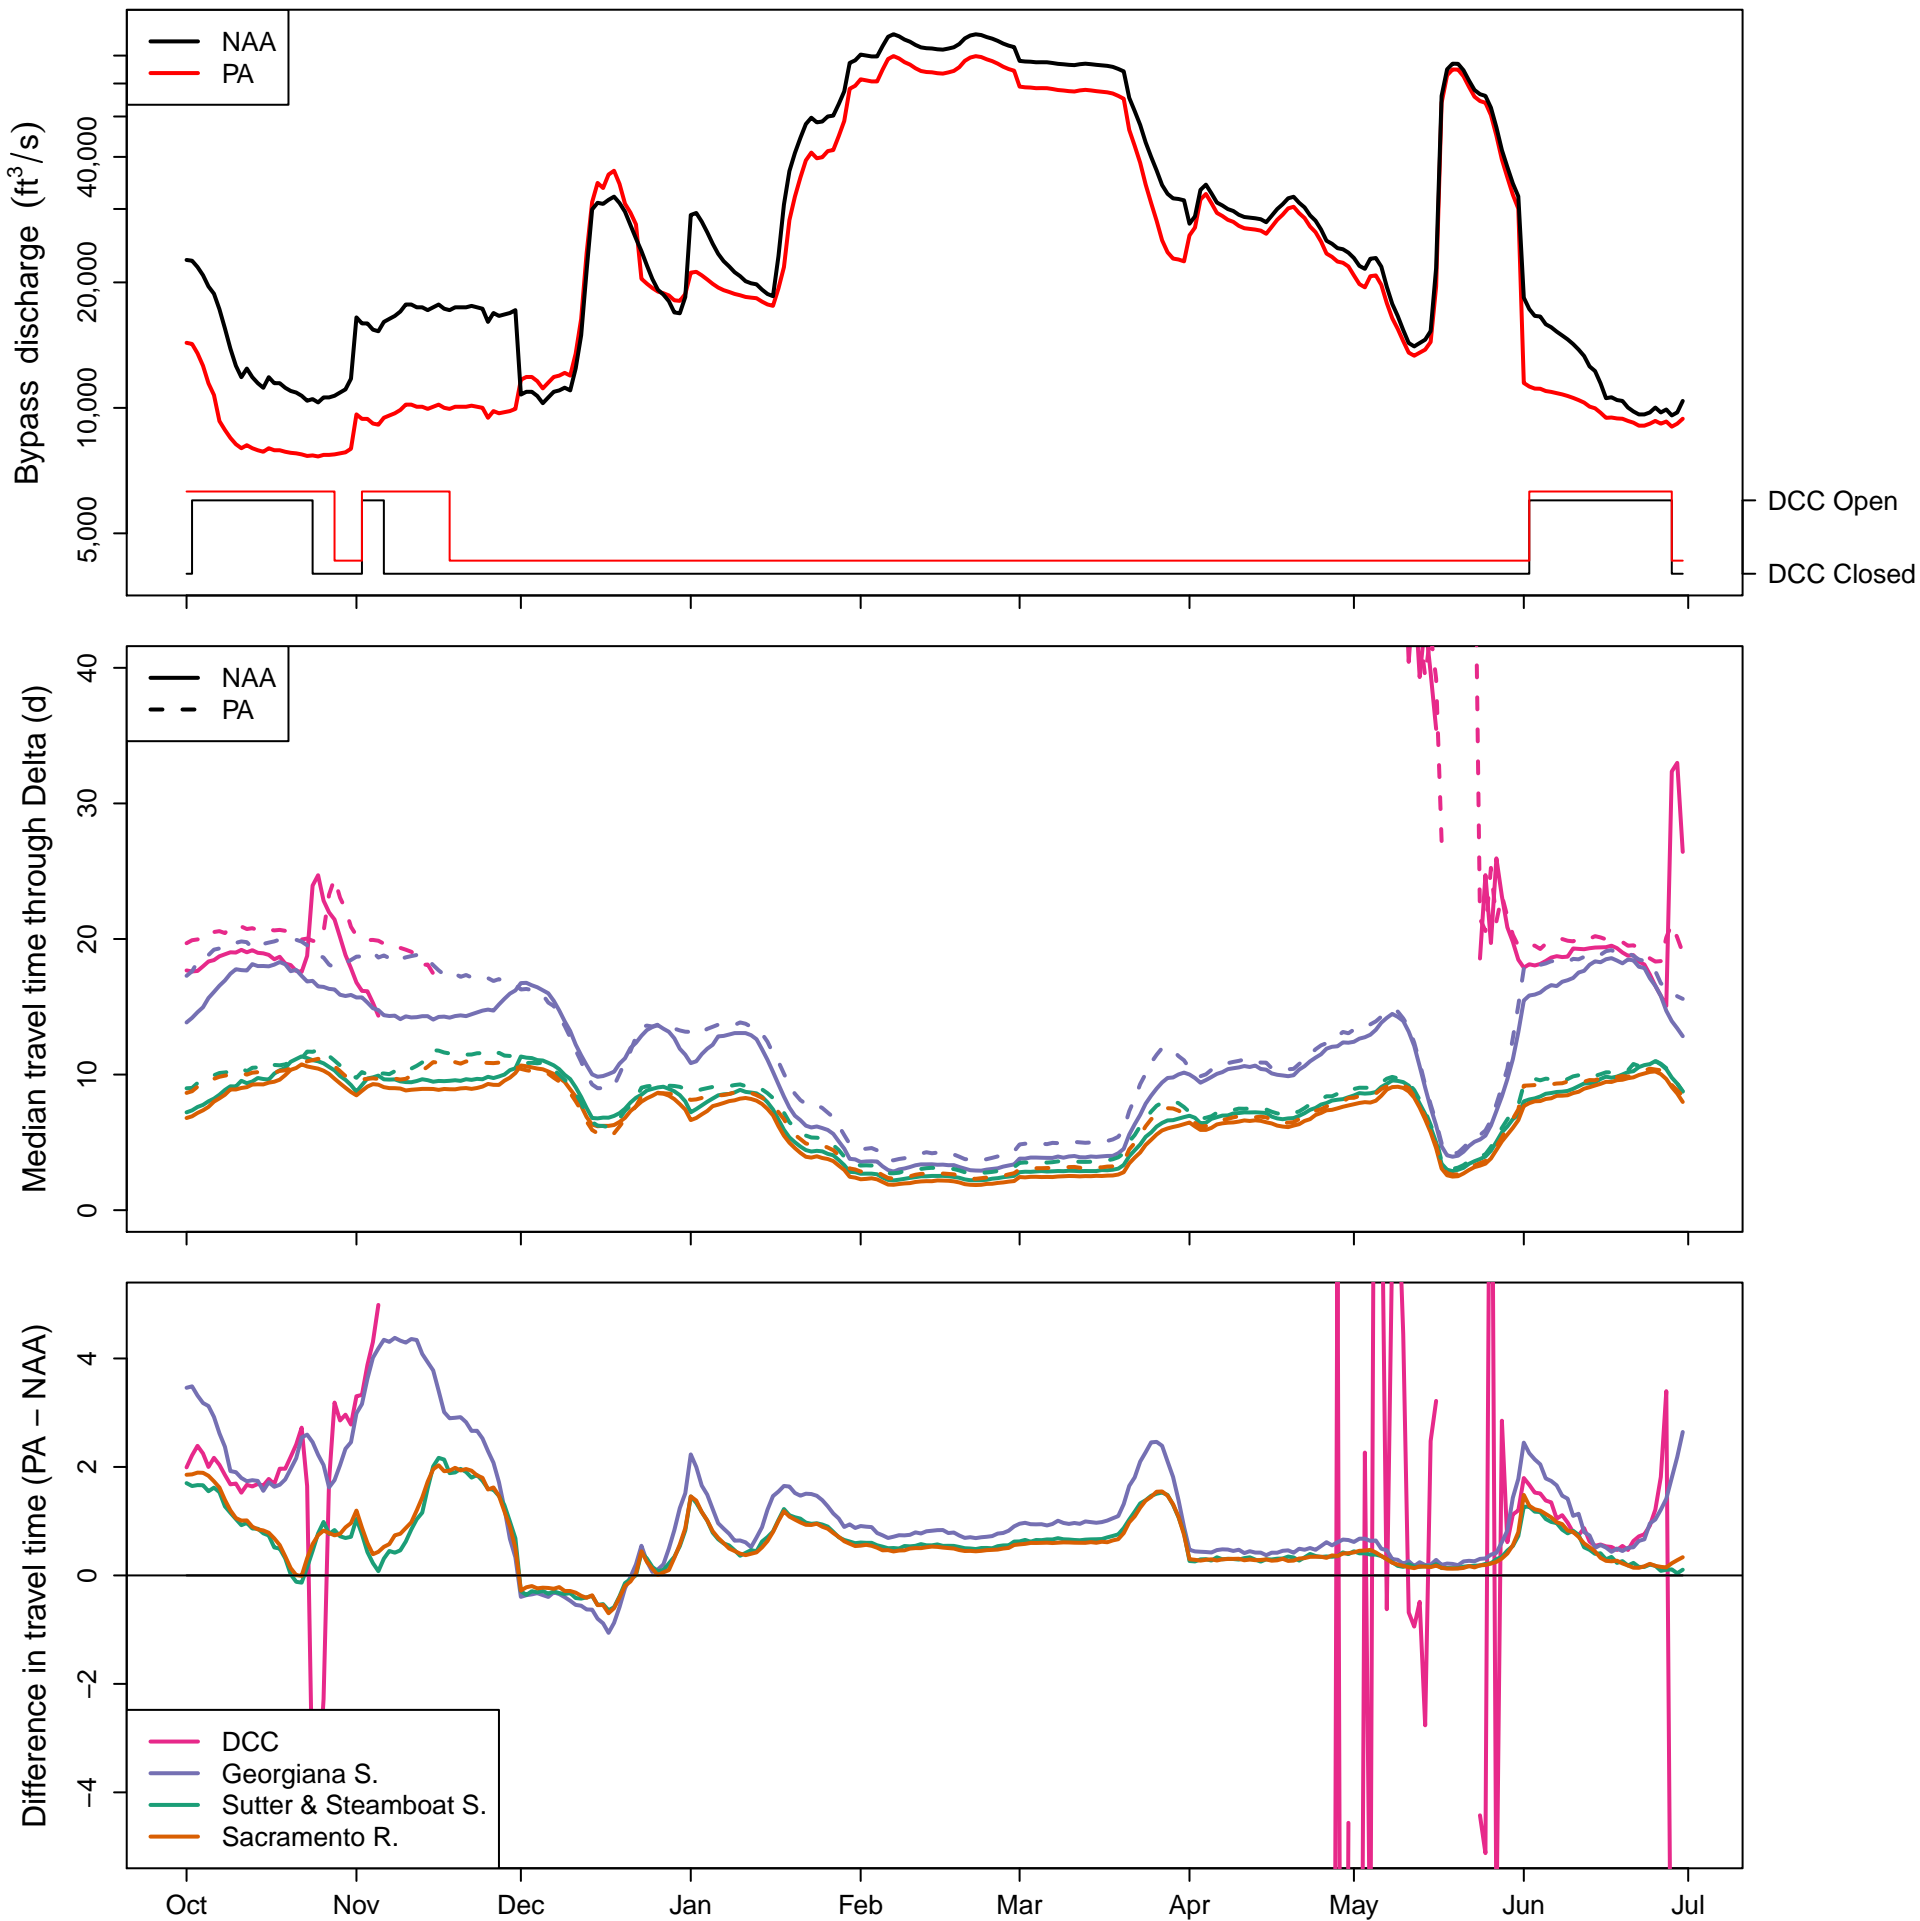 NAA
PA
Bypass discharge (ft³/s)
40,000
20,000
10,000
5,000
DCC Open
DCC Closed
NAA
PA
Median travel time through Delta (d)
40
30
20
10
0
Difference in travel time (PA – NAA)
4
2
0
−2
−4
DCC
Georgiana S.
Sutter & Steamboat S.
Sacramento R.
Oct Nov Dec Jan Feb Mar Apr May Jun Jul